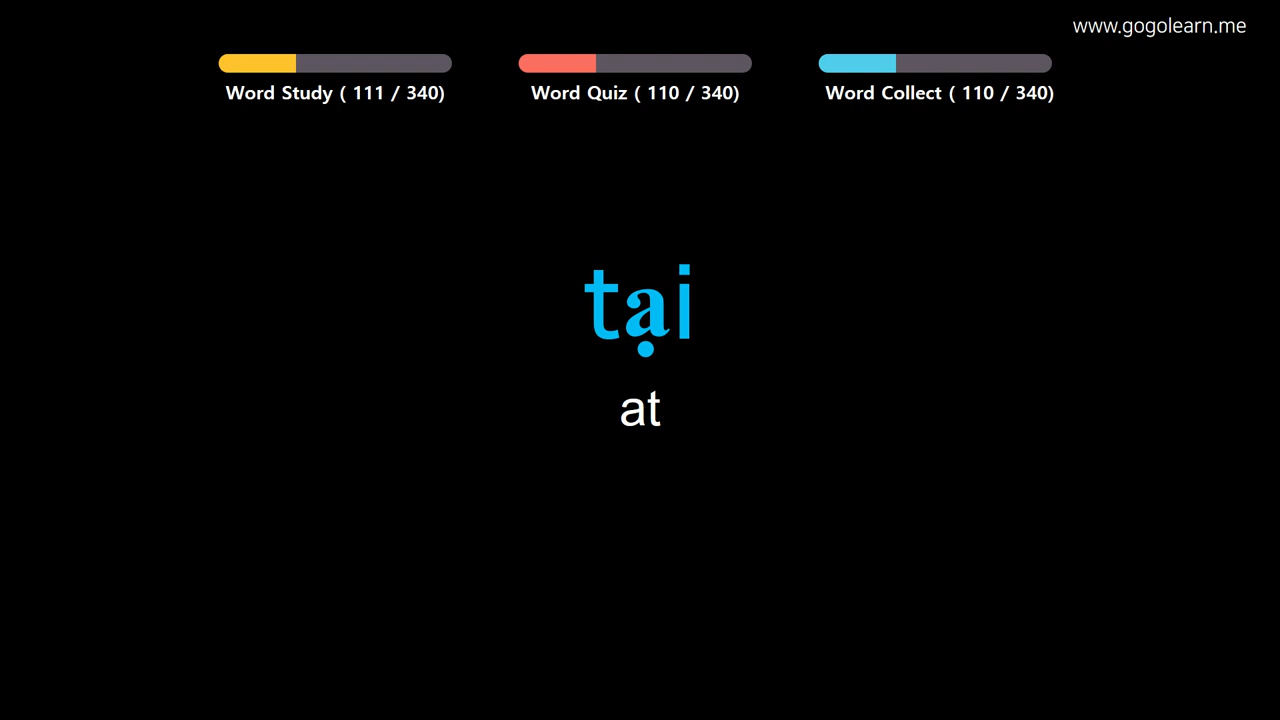 www.gogolearn.me
Word Study ( 111 / 340)
Word Quiz ( 110 / 340)
Word Collect ( 110 / 340)
tại
at